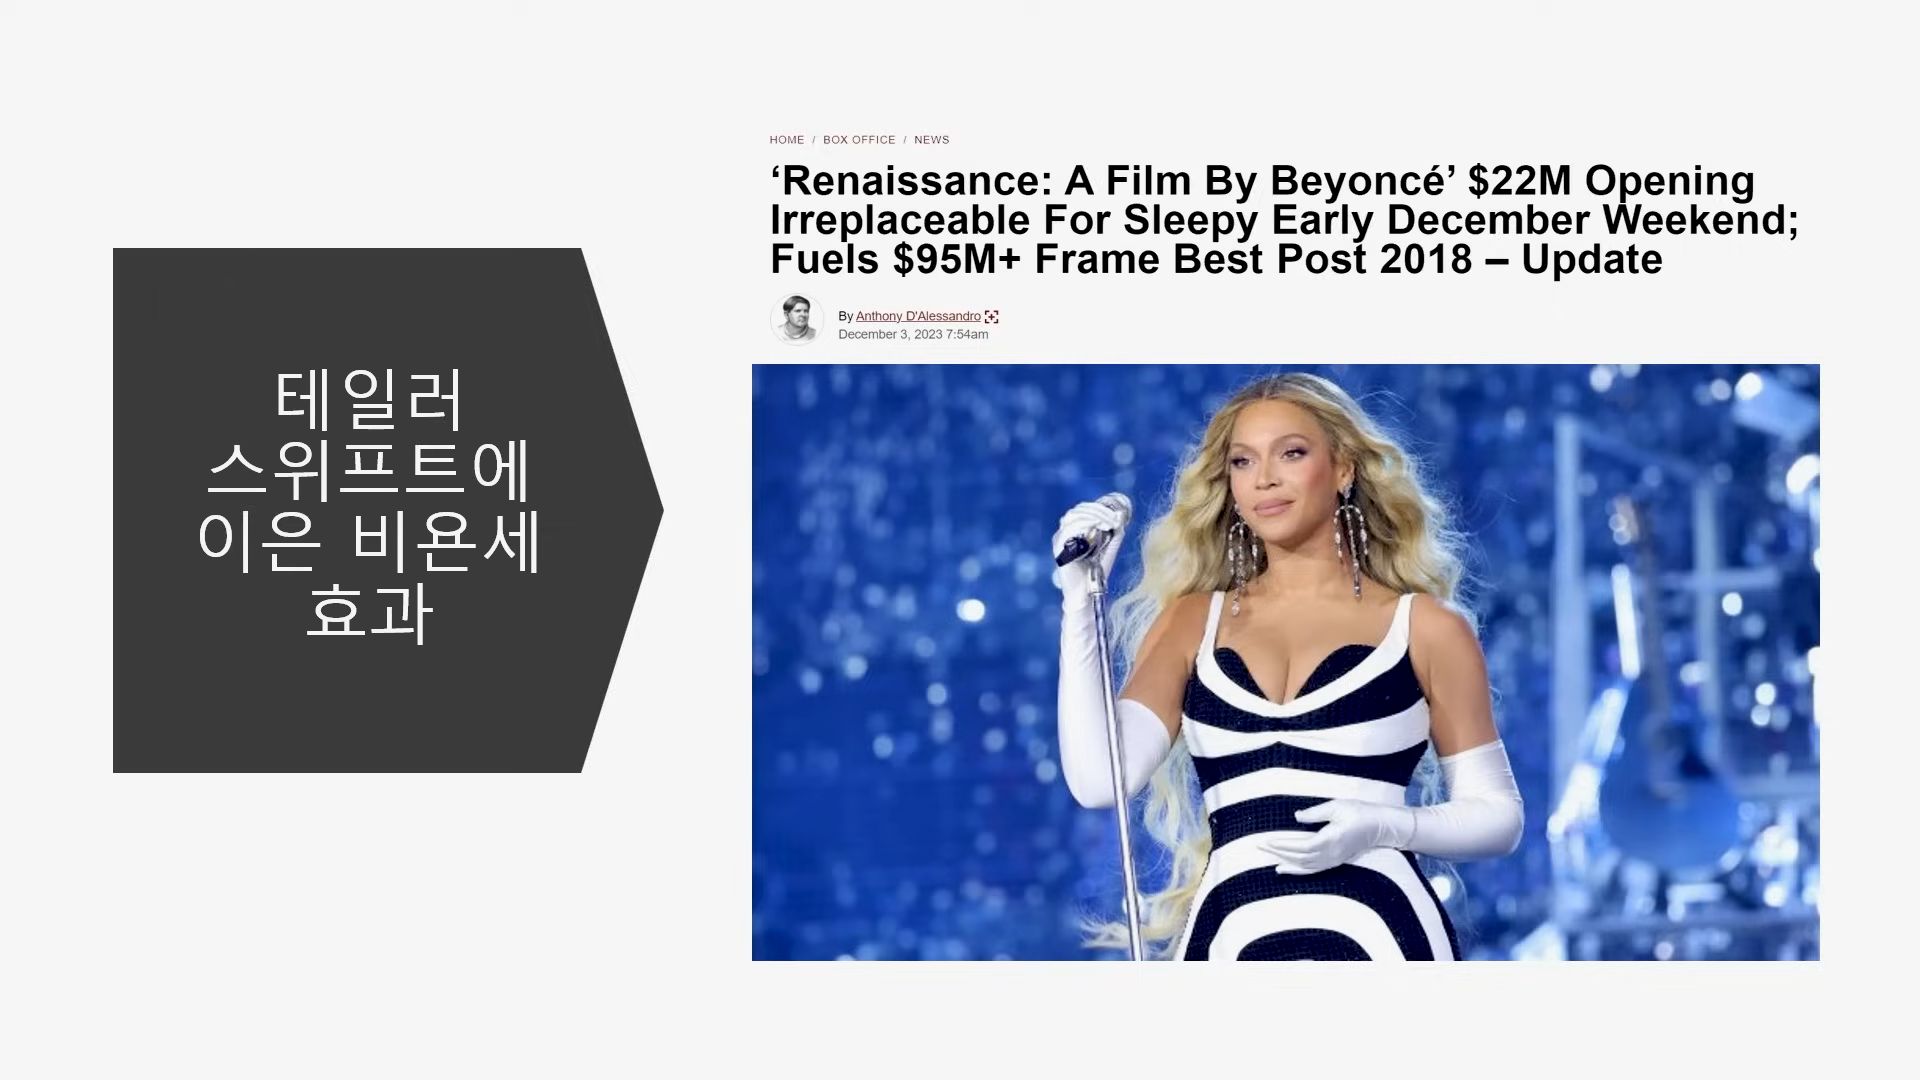 테일러
스위프트에
이은 비욘세
효과
HOME / BOX OFFICE / NEWS
‘Renaissance: A Film By Beyoncé’ $22M Opening
Irreplaceable For Sleepy Early December Weekend;
Fuels $95M+ Frame Best Post 2018 – Update
By Anthony D'Alessandro
December 3, 2023 7:54am